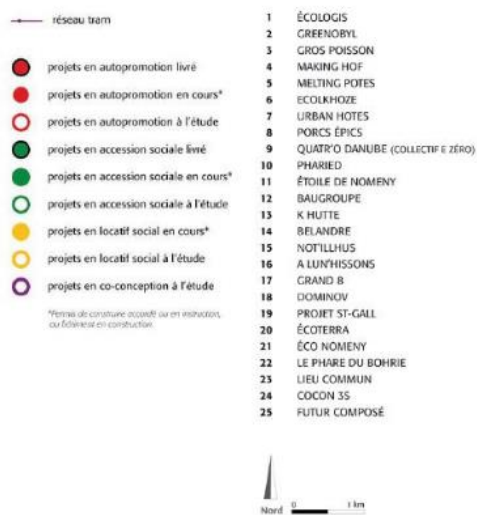 réseau tram
projets en autopromotion livré
projets en autopromotion en cours*
projets en autopromotion à l'étude
projets en accession sociale livré
projets en accession sociale en cours*
projets en accession sociale à l'étude
projets en locatif social en cours*
projets en locatif social à l'étude
projets en co-conception à l'étude
*Permis de construire accordé ou en instruction,
ou bâtiment en construction.
1 ÉCOLOGIS
2 GREENOBYL
3 GROS POISSON
4 MAKING HOF
5 MELTING POTES
6 ECOLKHOZE
7 URBAN HOTES
8 PORCS ÉPICS
9 QUATR'O DANUBE (COLLECTIF E ZÉRO)
10 PHARIED
11 ÉTOILE DE NOMENY
12 BAUGROUPE
13 K HUTTE
14 BELANDRE
15 NOT'ILLHUS
16 A LUN'HISSONS
17 GRAND 8
18 DOMINOV
19 PROJET ST-GALL
20 ÉCOTERRA
21 ÉCO NOMENY
22 LE PHARE DU BOHRIE
23 LIEU COMMUN
24 COCON 35
25 FUTUR COMPOSÉ
Nord 0 1 km